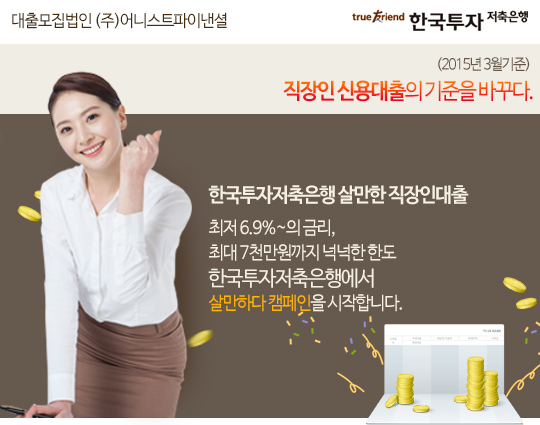 대출모집법인 (주)어니스트파이낸셜
true Friend 한국투자 저축은행
(2015년 3월기준)
직장인 신용대출의 기준을 바꾸다.
한국투자저축은행 살만한 직장인대출
최저 6.9%~의 금리,
최대 7천만원까지 넉넉한 한도
한국투자저축은행에서
살만하다 캠페인을 시작합니다.